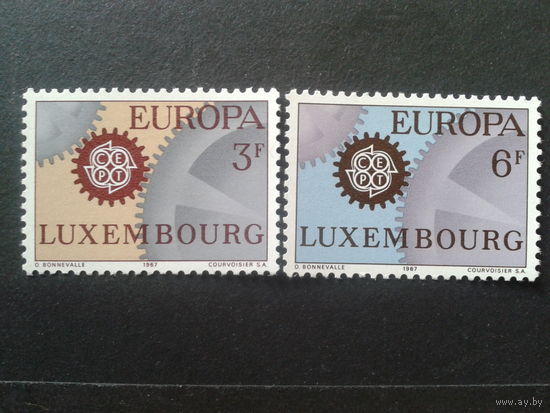 EUROPA
3F
CEPT
LUXEMBOURG
O. BONNEVALLE 1967 COURVOISIER S.A.
EUROPA
6F
CEPT
LUXEMBOURG
O. BONNEVALLE 1967 COURVOISIER S.A.
© www.ay.by